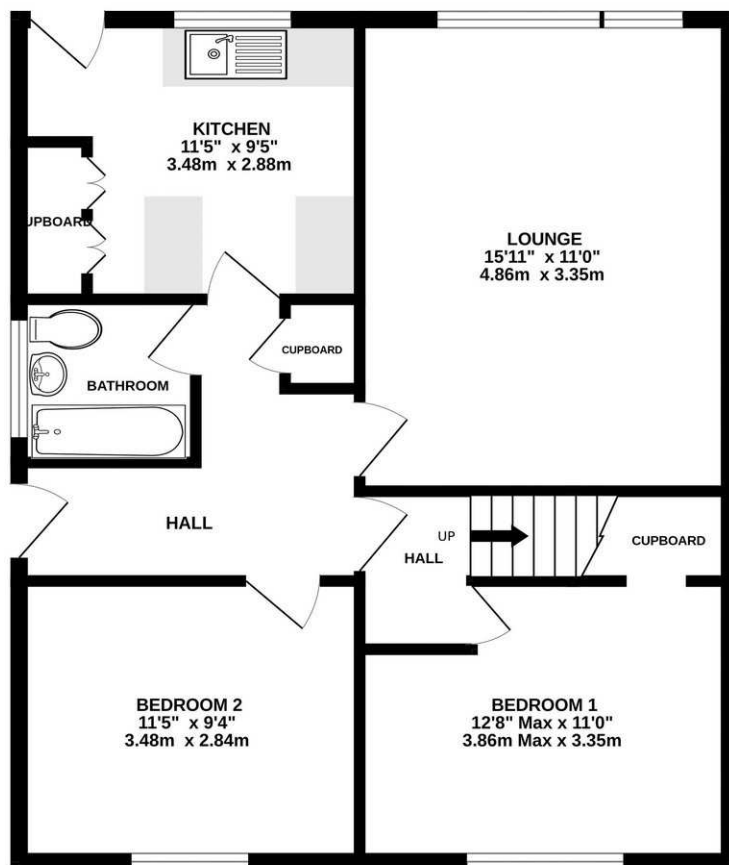 KITCHEN
11'5" x 9'5"
3.48m x 2.88m
UPBOARD
LOUNGE
15'11" x 11'0"
4.86m x 3.35m
CUPBOARD
BATHROOM
HALL
UP
HALL
CUPBOARD
BEDROOM 2
11'5" x 9'4"
3.48m x 2.84m
BEDROOM 1
12'8" Max x 11'0"
3.86m Max x 3.35m